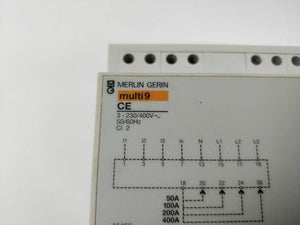 MERLIN GERIN
multi9
CE
3 - 230/400V~
50/60Hz
Cl. 2
I1 I2 I3 Ic N L1 L2 L3
1 3 5 7 11 15 17 19
18 20 22 24 26
50A
100A
200A
400A